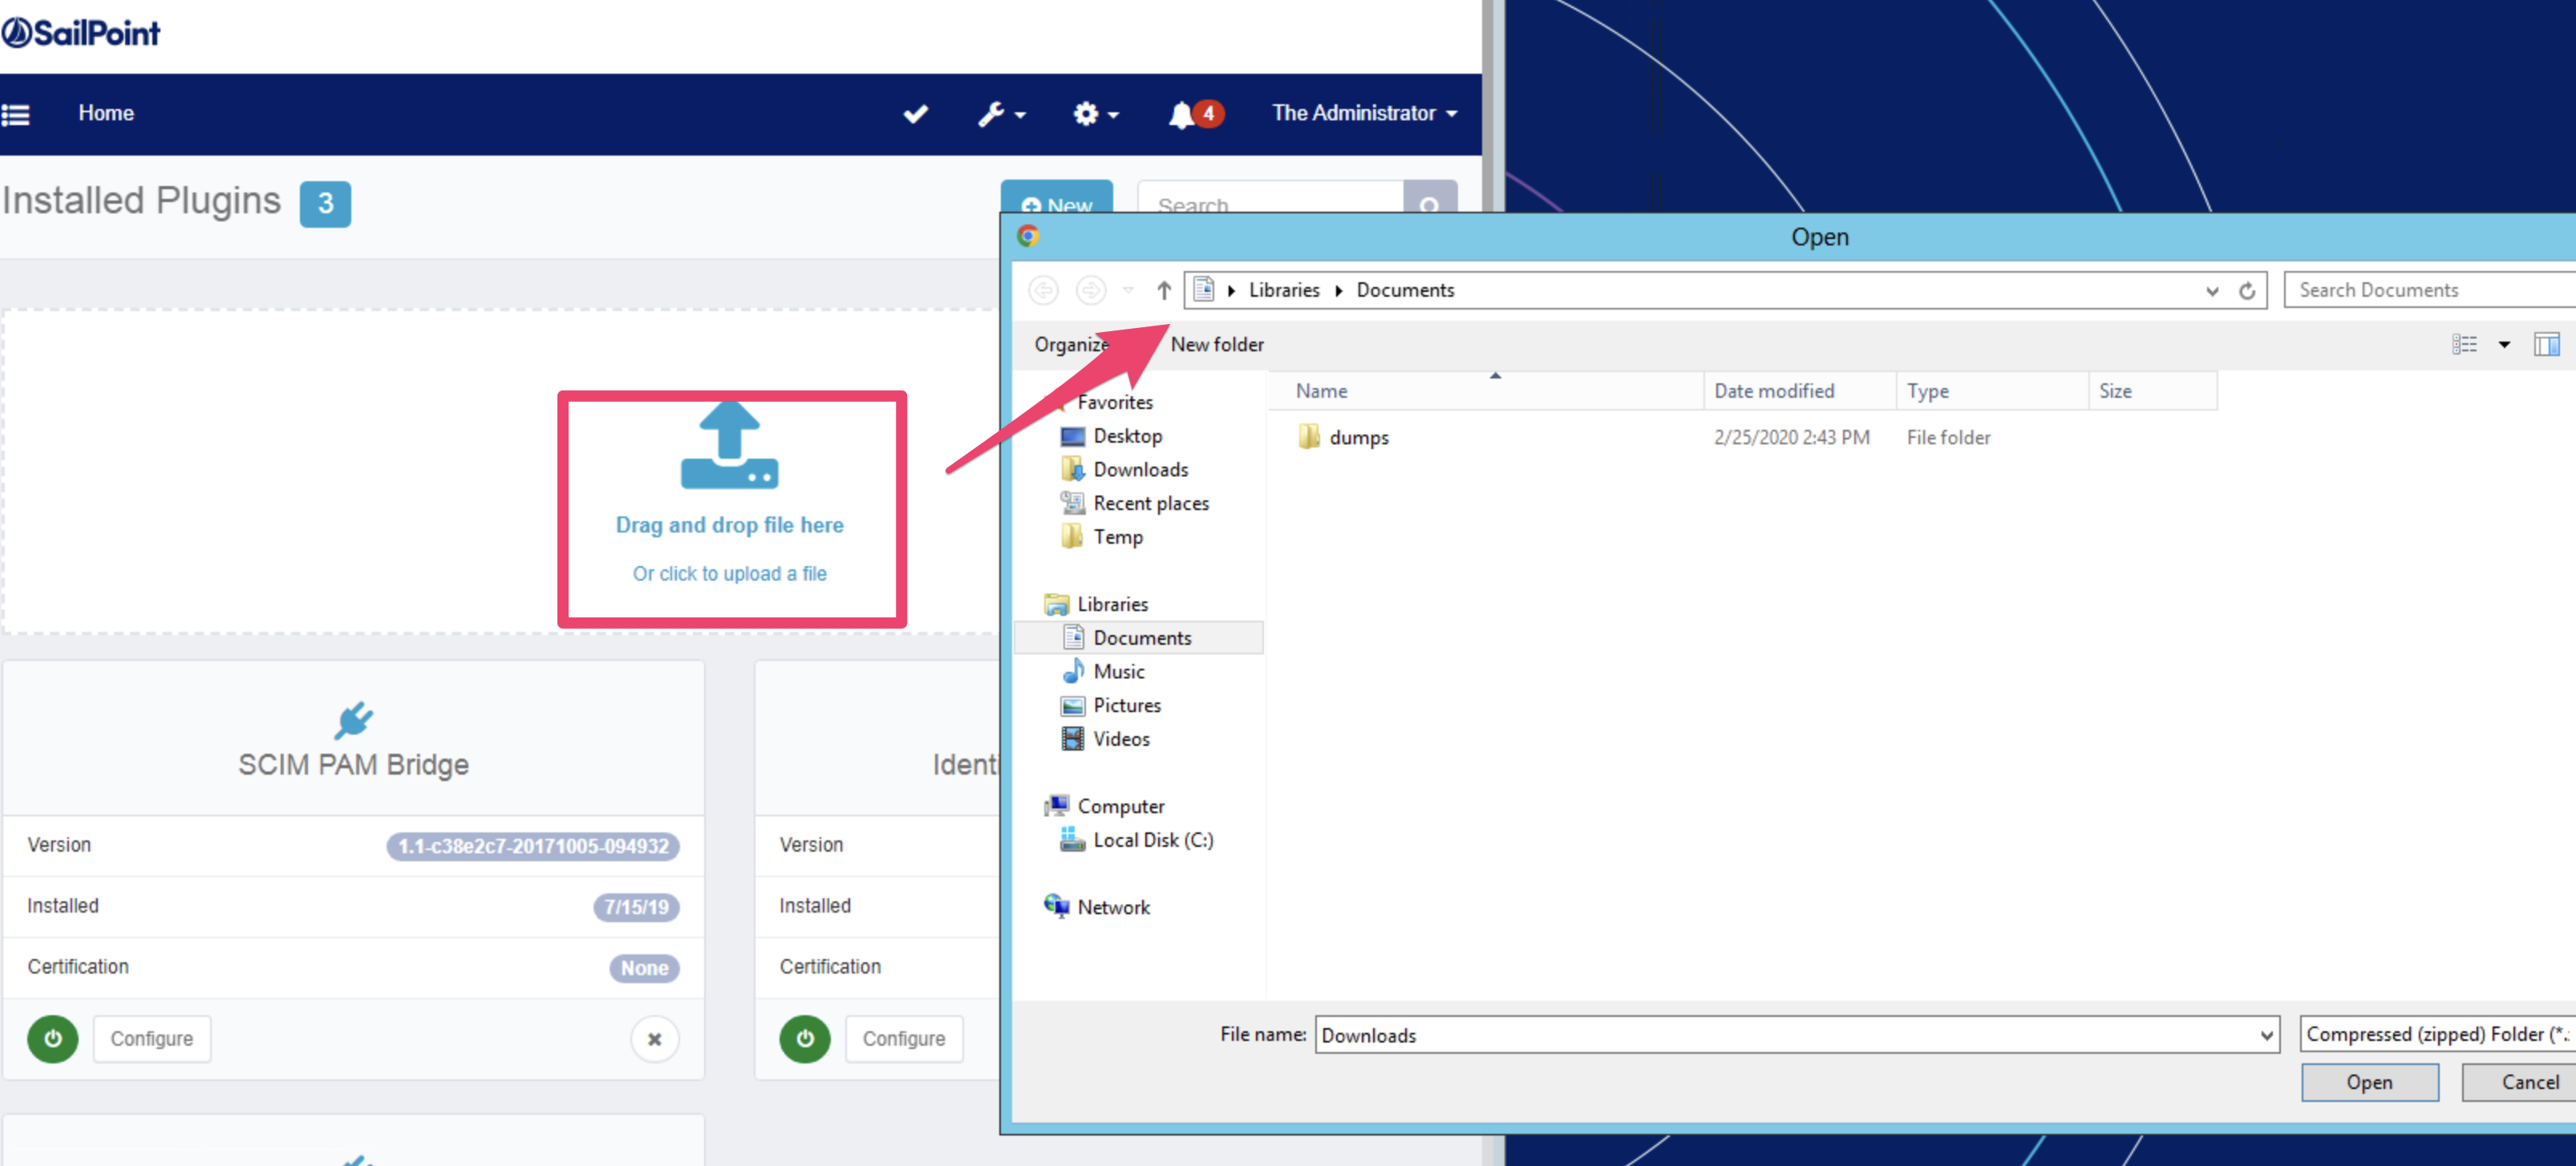 SailPoint
Home
4
The Administrator
Installed Plugins 3
New
Search
Drag and drop file here
Or click to upload a file
SCIM PAM Bridge
Version 1.1-c38e2c7-20171005-094932
Installed 7/15/19
Certification None
Configure
Identi
Version
Installed
Certification
Configure
Open
Libraries Documents
Search Documents
Organize New folder
Name Date modified Type Size
dumps 2/25/2020 2:43 PM File folder
Favorites
Desktop
Downloads
Recent places
Temp
Libraries
Documents
Music
Pictures
Videos
Computer
Local Disk (C:)
Network
File name: Downloads
Compressed (zipped) Folder (*.
Open Cancel